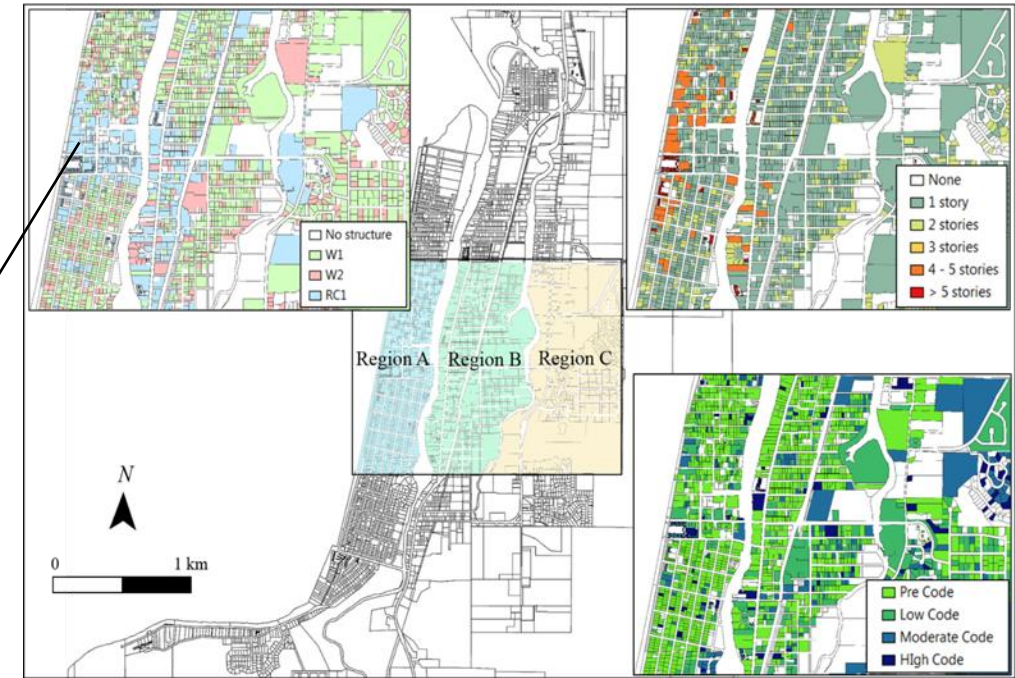 No structure
W1
W2
RC1
None
1 story
2 stories
3 stories
4 - 5 stories
> 5 stories
Region A Region B Region C
N
0 1 km
Pre Code
Low Code
Moderate Code
HIgh Code